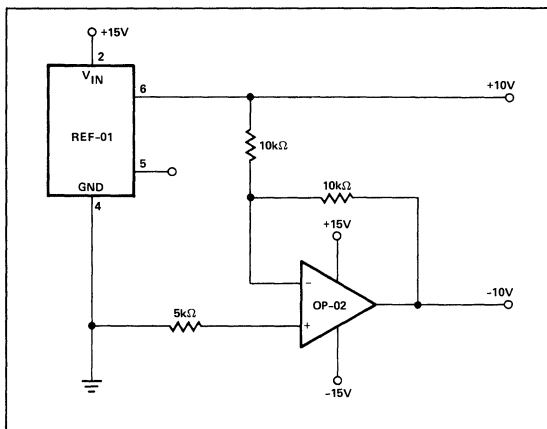 +15V
2
VIN
6
+10V
REF-01
10kΩ
5
10kΩ
GND
4
+15V
−
OP-02
−10V
5kΩ
+
−15V